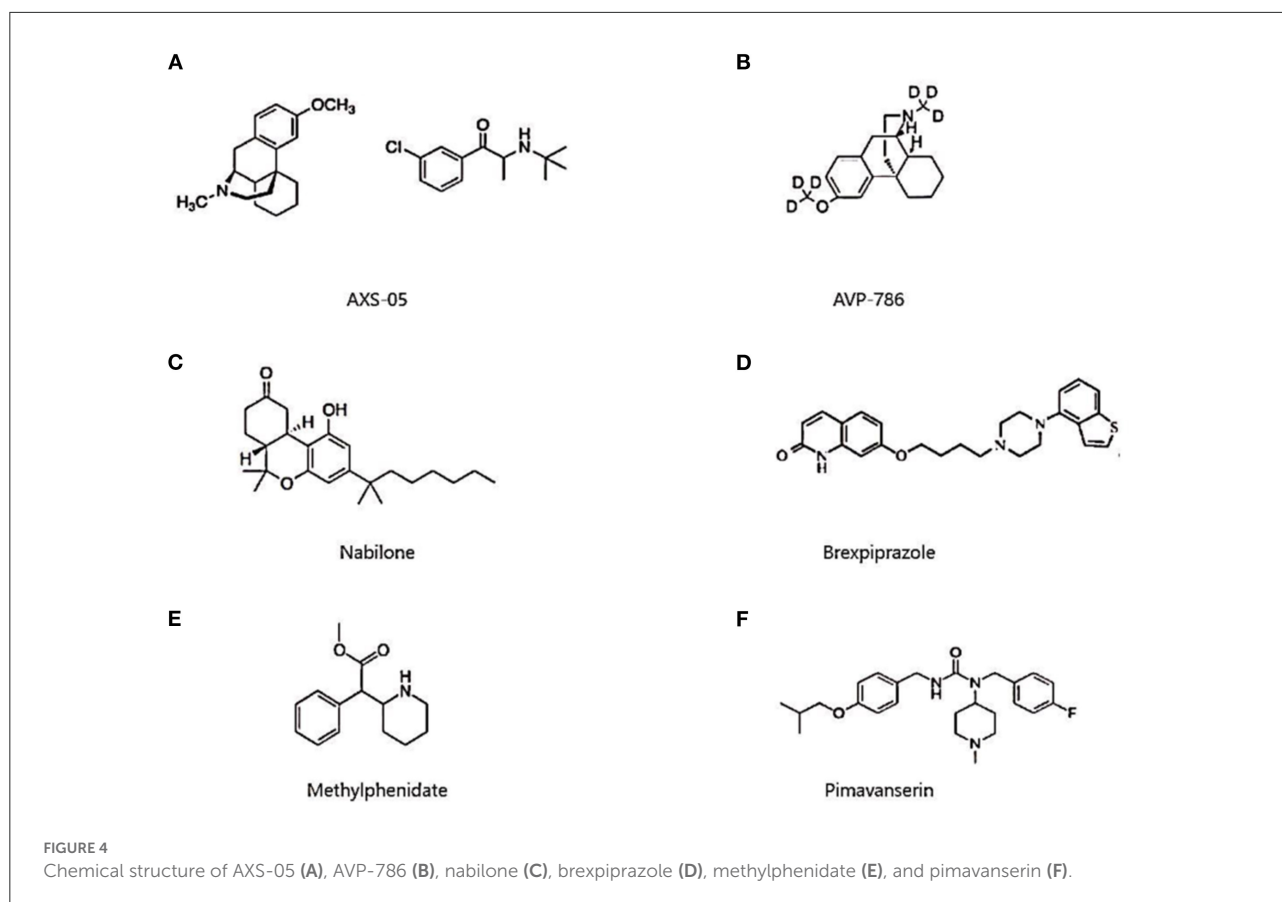 A
B
OCH₃
N
H₃C
Cl
O
H
N
D D
D
N
H
H
D D
D
O
AXS-05
AVP-786
C
D
O
OH
H
H
O
O
N
H
O
N
N
S
Nabilone
Brexpiprazole
E
F
O
O
H
N
O
N
H
N
O
F
N
Methylphenidate
Pimavanserin
FIGURE 4
Chemical structure of AXS-05 (A), AVP-786 (B), nabilone (C), brexpiprazole (D), methylphenidate (E), and pimavanserin (F).